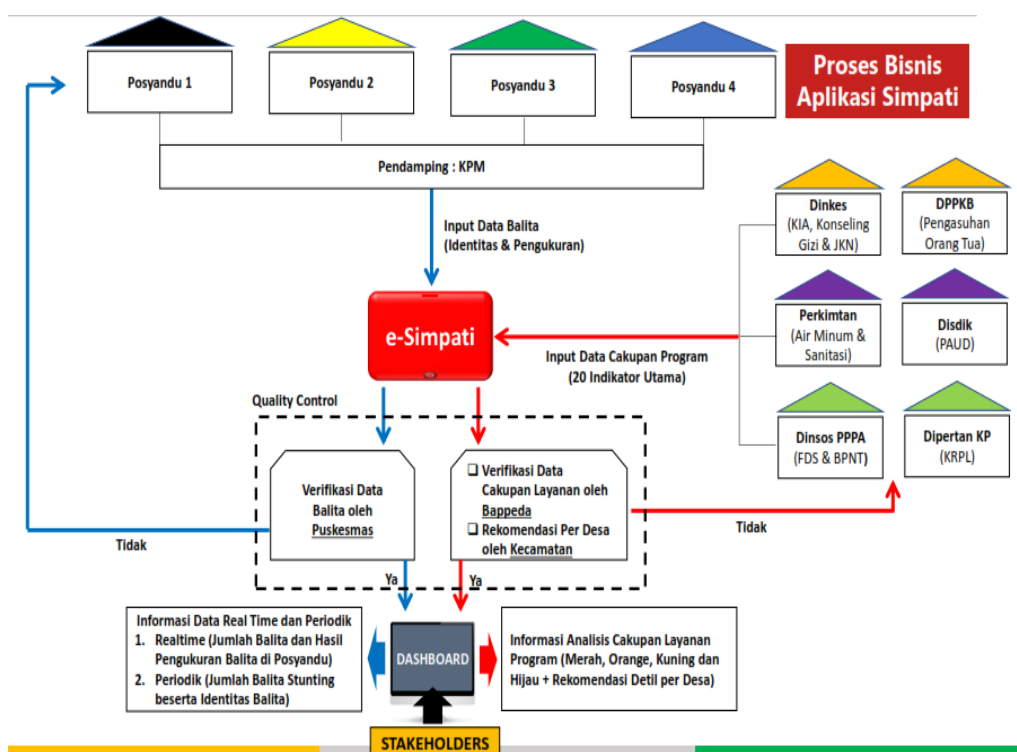 Proses Bisnis
Aplikasi Simpati
Posyandu 1
Posyandu 2
Posyandu 3
Posyandu 4
Pendamping : KPM
Input Data Balita
(Identitas & Pengukuran)
Dinkes
(KIA, Konseling
Gizi & JKN)
DPPKB
(Pengasuhan
Orang Tua)
Perkimtan
(Air Minum &
Sanitasi)
Disdik
(PAUD)
Dinsos PPPA
(FDS & BPNT)
Dipertan KP
(KRPL)
e-Simpati
Input Data Cakupan Program
(20 Indikator Utama)
Quality Control
Verifikasi Data
Balita oleh
Puskesmas
❑ Verifikasi Data
Cakupan Layanan oleh
Bappeda
❑ Rekomendasi Per Desa
oleh Kecamatan
Tidak
Tidak
Ya
Ya
Informasi Data Real Time dan Periodik
1. Realtime (Jumlah Balita dan Hasil
Pengukuran Balita di Posyandu)
2. Periodik (Jumlah Balita Stunting
beserta Identitas Balita)
DASHBOARD
Informasi Analisis Cakupan Layanan
Program (Merah, Orange, Kuning dan
Hijau + Rekomendasi Detil per Desa)
STAKEHOLDERS